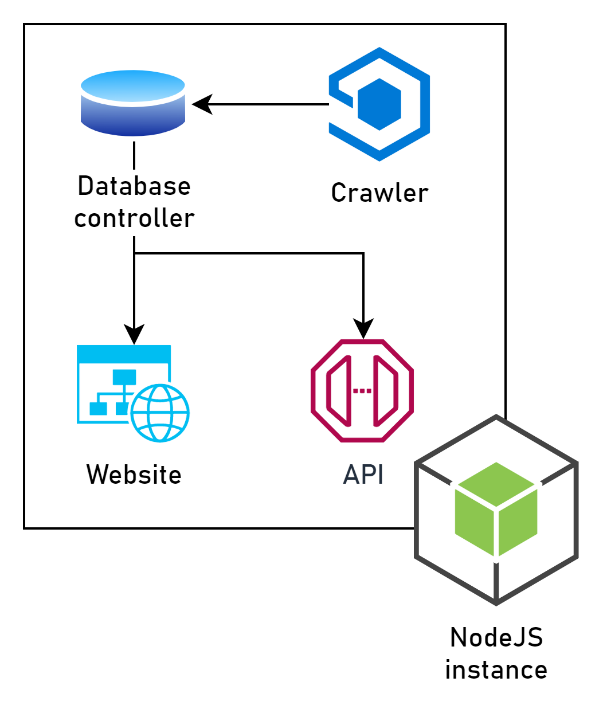 Database
controller
Crawler
Website
API
NodeJS
instance